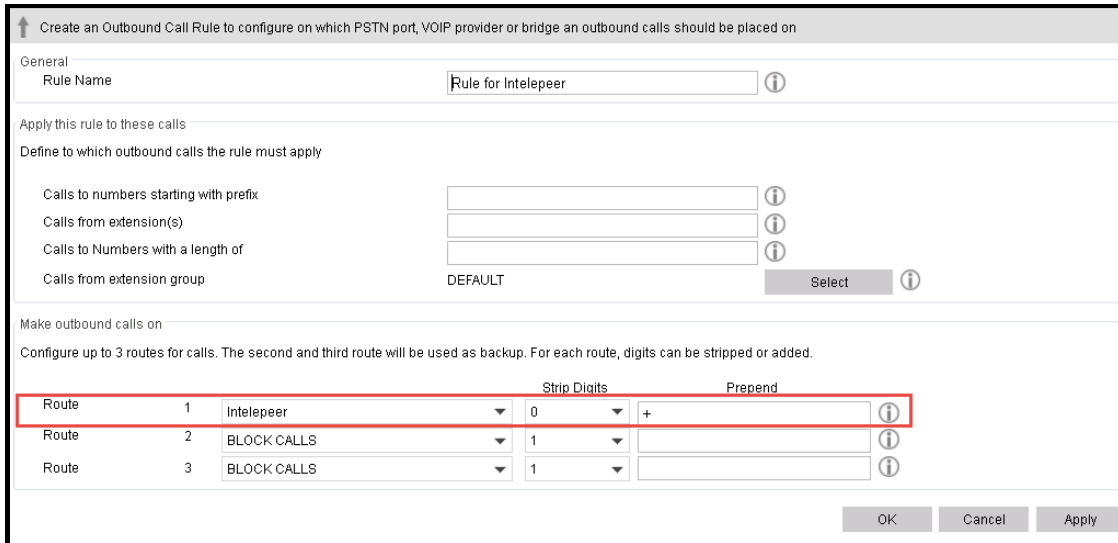 Create an Outbound Call Rule to configure on which PSTN port, VOIP provider or bridge an outbound calls should be placed on
General
Rule Name Rule for Intelepeer
Apply this rule to these calls
Define to which outbound calls the rule must apply
Calls to numbers starting with prefix
Calls from extension(s)
Calls to Numbers with a length of
Calls from extension group DEFAULT Select
Make outbound calls on
Configure up to 3 routes for calls. The second and third route will be used as backup. For each route, digits can be stripped or added.
Strip Digits Prepend
Route 1 Intelepeer 0 +
Route 2 BLOCK CALLS 1
Route 3 BLOCK CALLS 1
OK Cancel Apply